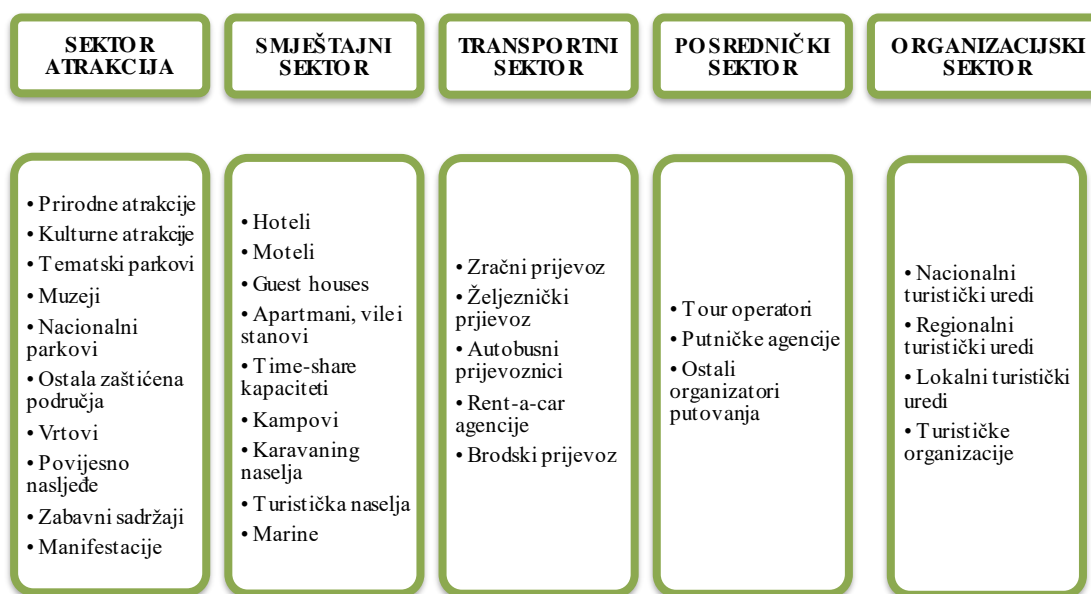 SEKTOR
ATRAKCIJA
SMJEŠTAJNI
SEKTOR
TRANSPORTNI
SEKTOR
POSREDNIČKI
SEKTOR
ORGANIZACIJSKI
SEKTOR
• Prirodne atrakcije
• Kulturne atrakcije
• Tematski parkovi
• Muzeji
• Nacionalni
parkovi
• Ostala zaštićena
područja
• Vrtovi
• Povijesno
nasljeđe
• Zabavni sadržaji
• Manifestacije
• Hoteli
• Moteli
• Guest houses
• Apartmani, vile i
stanovi
• Time-share
kapaciteti
• Kampovi
• Karavaning
naselja
• Turistička naselja
• Marine
• Zračni prijevoz
• Željeznički
prjievoz
• Autobusni
prijevoznici
• Rent-a-car
agencije
• Brodski prijevoz
• Tour operatori
• Putničke agencije
• Ostali
organizatori
putovanja
• Nacionalni
turistički uredi
• Regionalni
turistički uredi
• Lokalni turistički
uredi
• Turističke
organizacije